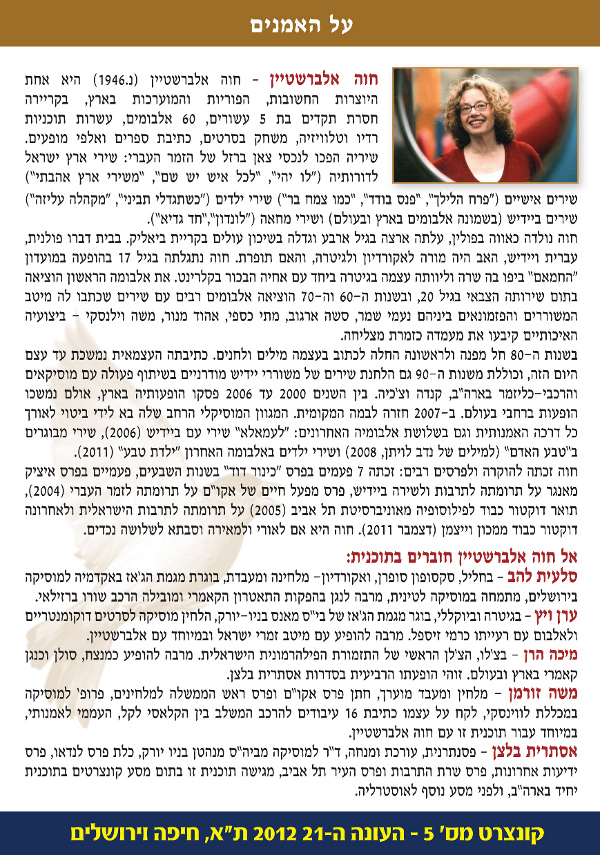 על האמנים
חוה אלברשטיין – חוה אלברשטיין (נ.1946) היא אחת
היוצרות החשובות, הפוריות והמוערכות בארץ, בקריירה
חסרת תקדים בת 5 עשורים, 60 אלבומים, עשרות תוכניות
רדיו וטלוויזיה, משחק בסרטים, כתיבת ספרים ואלפי מופעים.
שיריה הפכו לנכסי צאן ברזל של הזמר העברי: שירי ארץ ישראל
לדורותיה ("לו יהי", "לכל איש יש שם", "משירי ארץ אהבתי")
שירים אישיים ("פרח הלילך", "פנס בודד", "כמו צמח בר") שירי ילדים ("כשתגדלי תביני", "מקהלה עליזה")
שירים ביידיש (בשמונה אלבומים בארץ ובעולם) ושירי מחאה ("לונדון","חד גדיא").
חוה נולדה כאווה בפולין, עלתה ארצה בגיל ארבע וגדלה בשיכון עולים בקריית ביאליק. בבית דברו פולנית,
עברית ויידיש, האב היה מורה לאקורדיון ולגיטרה, והאם תופרת. חוה נתגלתה בגיל 17 בהופעה במועדון
"החמאם" ביפו בה שרה וליוותה עצמה בגיטרה ביחד עם אחיה הבכור בקלרינט. את אלבומה הראשון הוציאה
בתום שירותה הצבאי בגיל 20, ובשנות ה-60 וה-70 הוציאה אלבומים רבים עם שירים שכתבו לה מיטב
המשוררים והפזמונאים ביניהם נעמי שמר, סשה ארגוב, מתי כספי, אהוד מנור, משה וילנסקי – ביצועיה
האיכותיים קיבעו את מעמדה כזמרת מצליחה.
בשנות ה-80 חל מפנה ולראשונה החלה לכתוב בעצמה מילים ולחנים. כתיבתה העצמאית נמשכת עד עצם
היום הזה, וכוללת משנות ה-90 גם הלחנת שירים של משוררי יידיש מודרניים בשיתוף פעולה עם מוסיקאים
והרכבי-כליזמר בארה"ב, קנדה וצ'כיה. בין השנים 2000 עד 2006 פסקו הופעותיה בארץ, אולם נמשכו
הופעות ברחבי בעולם. ב-2007 חזרה לבמה המקומית. המגוון המוסיקלי הרחב שלה בא לידי ביטוי לאורך
כל דרכה האמנותית וגם בשלושת אלבומיה האחרונים: "לעמאלא" שירי עם ביידיש (2006), שירי מבוגרים
ב"טבע האדם" (למילים של נדב לויתן, 2008) ושירי ילדים באלבומה האחרון "ילדת טבע" (2011).
חוה זכתה להוקרה ולפרסים רבים: זכתה 7 פעמים בפרס "כינור דוד" בשנות השבעים, פעמיים בפרס איציק
מאנגר על תרומתה לתרבות ולשירה ביידיש, פרס מפעל חיים של אקו"ם על תרומתה לזמר העברי (2004),
תואר דוקטור כבוד לפילוסופיה מאוניברסיטת תל אביב (2005) על תרומתה לתרבות הישראלית ולאחרונה
דוקטור כבוד ממכון וייצמן (דצמבר 2011). חוה היא אם לאורי ולמאירה וסבתא לשלושה נכדים.
אל חוה אלברשטיין חוברים בתוכנית:
סלעית להב – בחליל, סקסופון סופרן, ואקורדיון- מלחינה ומעבדת, בוגרת מגמת הג'אז באקדמיה למוסיקה
בירושלים, מתמחה במוסיקה לטינית, מרבה לנגן בהפקות התאטרון הקאמרי ומובילה הרכב שורו ברזילאי.
ערן ויץ – בגיטרה וביוקללי, בוגר מגמת הג'אז של בי"ס מאנס בניו-יורק, הלחין מוסיקה לסרטים דוקומנטריים
ולאלבום עם רעייתו כרמי זיספל. מרבה להופיע עם מיטב זמרי ישראל ובמיוחד עם אלברשטיין.
מיכה הרן – בצ'לו, הצ'לן הראשי של התזמורת הפילהרמונית הישראלית. מרבה להופיע כמנצח, סולן וכנגן
קאמרי בארץ ובעולם. זוהי הופעתו הרביעית בסדרות אסתרית בלצן.
משה זורמן – מלחין ומעבד מוערך, חתן פרס אקו"ם ופרס ראש הממשלה למלחינים, פרופ' למוסיקה
במכללת לווינסקי, לקח על עצמו כתיבת 16 עיבודים להרכב המשלב בין הקלאסי לקל, העממי לאמנותי,
במיוחד עבור תוכנית זו עם חוה אלברשטיין.
אסתרית בלצן – פסנתרנית, עורכת ומנחה, ד"ר למוסיקה מביה"ס מנהטן בניו יורק, כלת פרס לנדאו, פרס
ידיעות אחרונות, פרס שרת התרבות ופרס העיר תל אביב, מגישה תוכנית זו בתום מסע קונצרטים בתוכנית
יחיד בארה"ב, ולפני מסע נוסף לאוסטרליה.
קונצרט מס' 5 - העונה ה-21 2012 ת"א, חיפה וירושלים